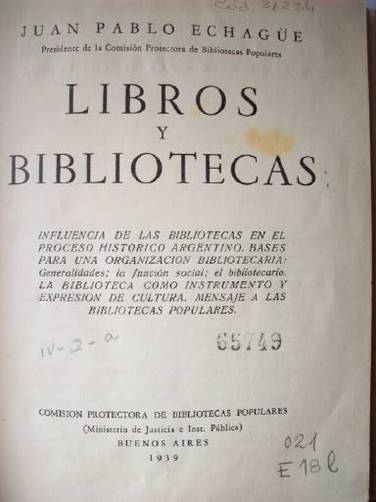 Cód. 31234
JUAN PABLO ECHAGÜE
Presidente de la Comisión Protectora de Bibliotecas Populares
LIBROS
Y
BIBLIOTECAS
INFLUENCIA DE LAS BIBLIOTECAS EN EL
PROCESO HISTORICO ARGENTINO. BASES
PARA UNA ORGANIZACION BIBLIOTECARIA:
Generalidades; la función social; el bibliotecario.
LA BIBLIOTECA COMO INSTRUMENTO Y
EXPRESION DE CULTURA. MENSAJE A LAS
BIBLIOTECAS POPULARES.
IV-2-a
65749
COMISION PROTECTORA DE BIBLIOTECAS POPULARES
(Ministerio de Justicia e Inst. Pública)
BUENOS AIRES
1939
021
E 18 l